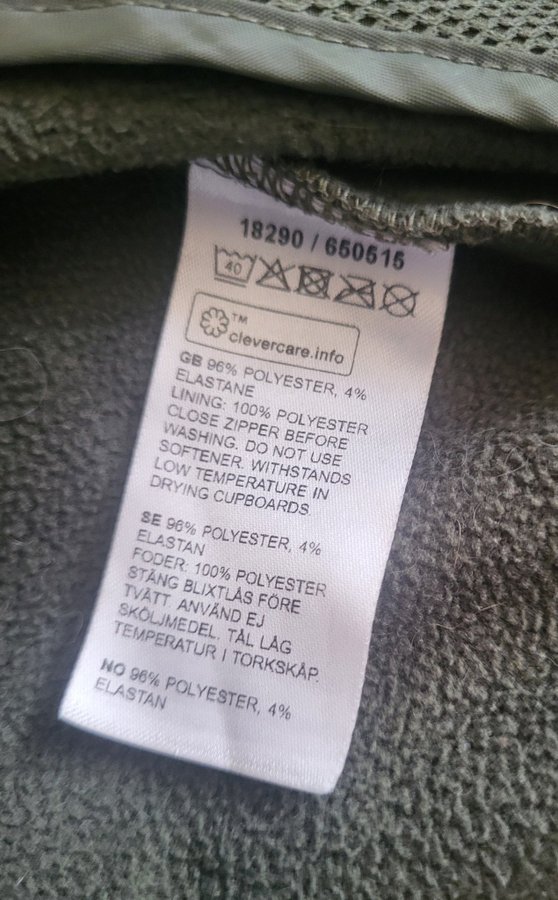 18290 / 650515
40
TM
clevercare.info
GB 96% POLYESTER, 4%
ELASTANE
LINING: 100% POLYESTER
CLOSE ZIPPER BEFORE
WASHING. DO NOT USE
SOFTENER. WITHSTANDS
LOW TEMPERATURE IN
DRYING CUPBOARDS.
SE 96% POLYESTER, 4%
ELASTAN
FODER: 100% POLYESTER
STÄNG BLIXTLÅS FÖRE
TVÄTT. ANVÄND EJ
SKÖLJMEDEL. TÅL LÅG
TEMPERATUR I TORKSKÅP.
NO 96% POLYESTER, 4%
ELASTAN